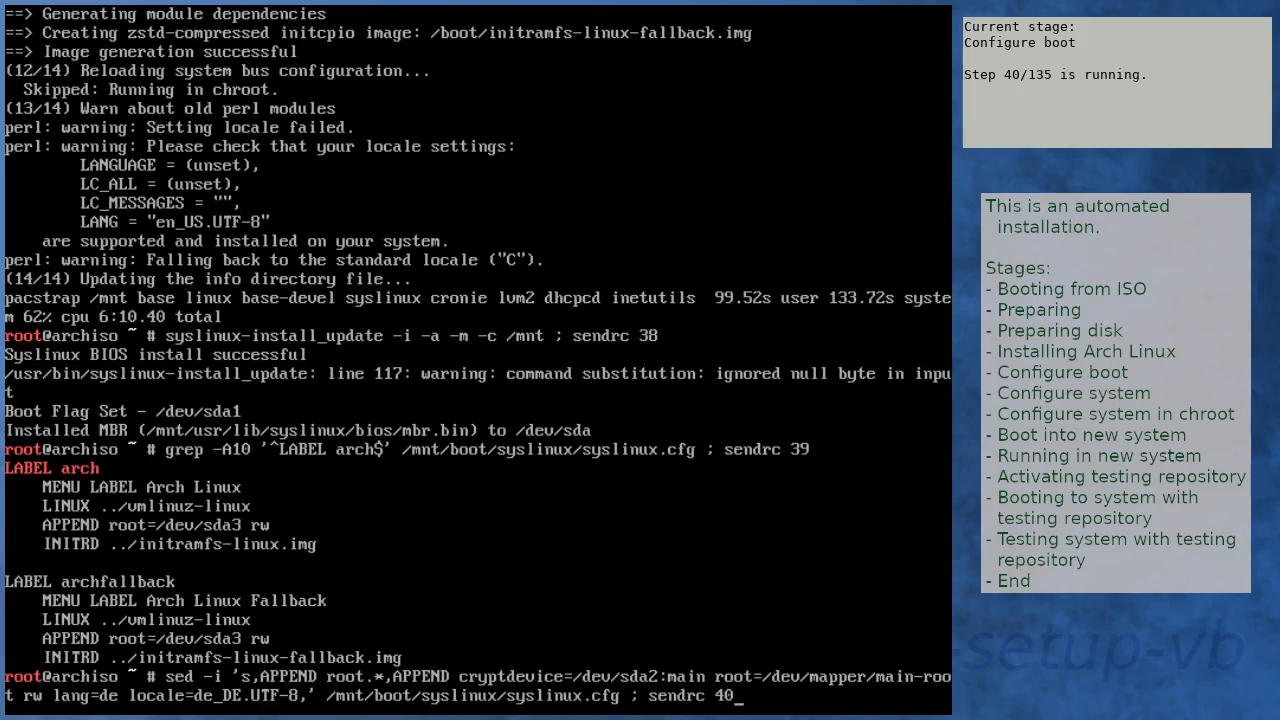 ==> Generating module dependencies
==> Creating zstd-compressed initcpio image: /boot/initramfs-linux-fallback.img
==> Image generation successful
(12/14) Reloading system bus configuration...
  Skipped: Running in chroot.
(13/14) Warn about old perl modules
perl: warning: Setting locale failed.
perl: warning: Please check that your locale settings:
        LANGUAGE = (unset),
        LC_ALL = (unset),
        LC_MESSAGES = "",
        LANG = "en_US.UTF-8"
    are supported and installed on your system.
perl: warning: Falling back to the standard locale ("C").
(14/14) Updating the info directory file...
pacstrap /mnt base linux base-devel syslinux cronie lvm2 dhcpcd inetutils  99.52s user 133.72s syste
m 62% cpu 6:10.40 total
root@archiso ~ # syslinux-install_update -i -a -m -c /mnt ; sendrc 38
Syslinux BIOS install successful
/usr/bin/syslinux-install_update: line 117: warning: command substitution: ignored null byte in inpu
t
Boot Flag Set - /dev/sda1
Installed MBR (/mnt/usr/lib/syslinux/bios/mbr.bin) to /dev/sda
root@archiso ~ # grep -A10 '^LABEL arch$' /mnt/boot/syslinux/syslinux.cfg ; sendrc 39
LABEL arch
    MENU LABEL Arch Linux
    LINUX ../vmlinuz-linux
    APPEND root=/dev/sda3 rw
    INITRD ../initramfs-linux.img

LABEL archfallback
    MENU LABEL Arch Linux Fallback
    LINUX ../vmlinuz-linux
    APPEND root=/dev/sda3 rw
    INITRD ../initramfs-linux-fallback.img
root@archiso ~ # sed -i 's,APPEND root.*,APPEND cryptdevice=/dev/sda2:main root=/dev/mapper/main-roo
t rw lang=de locale=de_DE.UTF-8,' /mnt/boot/syslinux/syslinux.cfg ; sendrc 40_
Current stage:
Configure boot
Step 40/135 is running.
This is an automated
installation.
Stages:
- Booting from ISO
- Preparing
- Preparing disk
- Installing Arch Linux
- Configure boot
- Configure system
- Configure system in chroot
- Boot into new system
- Running in new system
- Activating testing repository
- Booting to system with
testing repository
- Testing system with testing
repository
- End
-setup-vb